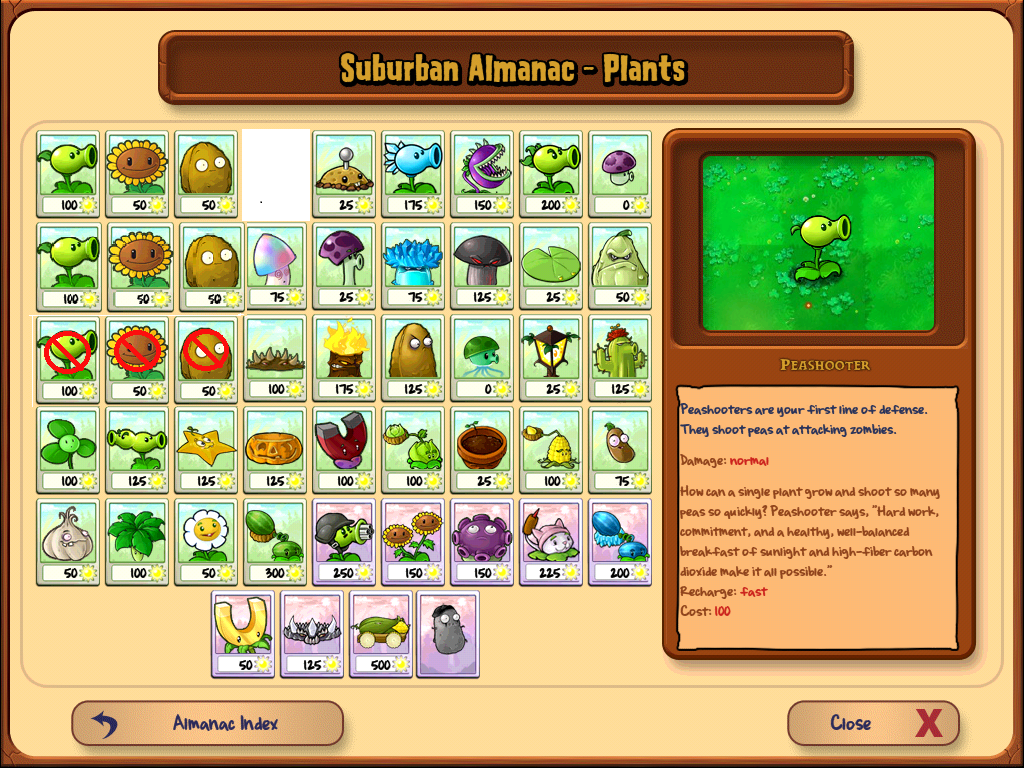 Suburban Almanac - Plants
100 50 50 25 175 150 200 0
100 50 50 75 25 75 125 25 50
100 50 50 100 175 125 0 25 125
100 125 125 125 100 100 25 100 75
50 100 50 300 250 150 150 225 200
50 125 500
Peashooter
Peashooters are your first line of defense.
They shoot peas at attacking zombies.
Damage: normal
How can a single plant grow and shoot so many
peas so quickly? Peashooter says, "Hard work,
commitment, and a healthy, well-balanced
breakfast of sunlight and high-fiber carbon
dioxide make it all possible."
Recharge: fast
Cost: 100
Almanac Index
Close X